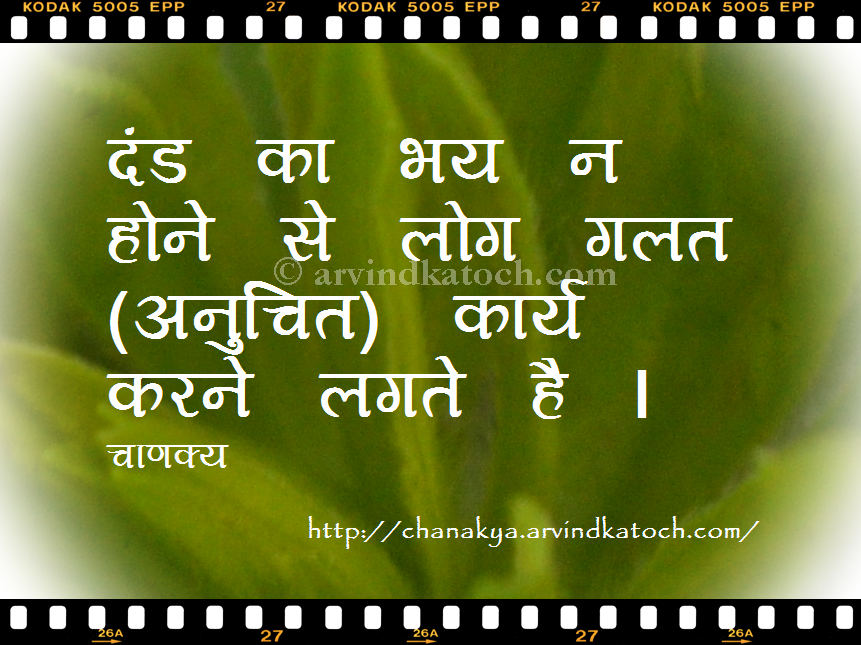 KODAK 5005 EPP 27 KODAK 5005 EPP 27 KODAK 5005 EPP
दंड का भय न
होने से लोग गलत
© arvindkatoch.com
(अनुचित) कार्य
करने लगते है ।
चाणक्य
http://chanakya.arvindkatoch.com/
26A 27 26A 27 26A